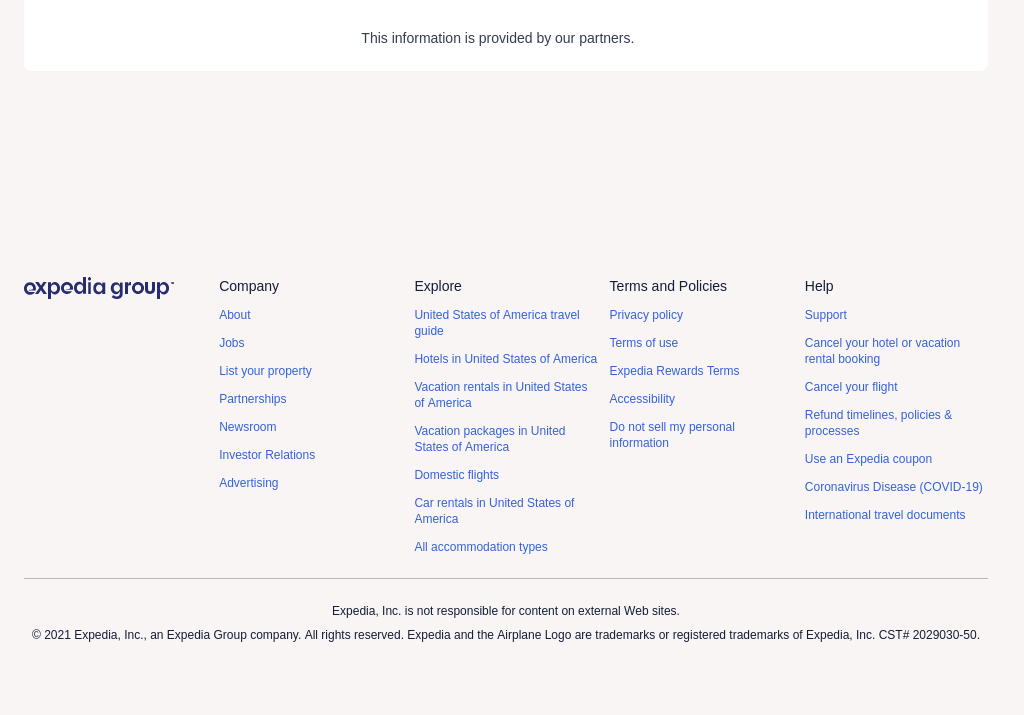 This information is provided by our partners.
expedia group™
Company
About
Jobs
List your property
Partnerships
Newsroom
Investor Relations
Advertising
Explore
United States of America travel
guide
Hotels in United States of America
Vacation rentals in United States
of America
Vacation packages in United
States of America
Domestic flights
Car rentals in United States of
America
All accommodation types
Terms and Policies
Privacy policy
Terms of use
Expedia Rewards Terms
Accessibility
Do not sell my personal
information
Help
Support
Cancel your hotel or vacation
rental booking
Cancel your flight
Refund timelines, policies &
processes
Use an Expedia coupon
Coronavirus Disease (COVID-19)
International travel documents
Expedia, Inc. is not responsible for content on external Web sites.
© 2021 Expedia, Inc., an Expedia Group company. All rights reserved. Expedia and the Airplane Logo are trademarks or registered trademarks of Expedia, Inc. CST# 2029030-50.